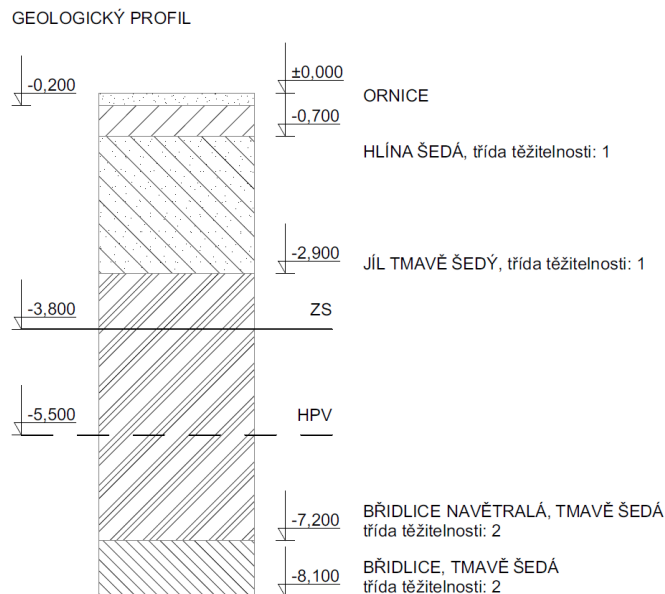 GEOLOGICKÝ PROFIL
-0,200
±0,000
ORNICE
-0,700
HLÍNA ŠEDÁ, třída těžitelnosti: 1
-2,900
JÍL TMAVĚ ŠEDÝ, třída těžitelnosti: 1
-3,800
ZS
-5,500
HPV
-7,200
BŘIDLICE NAVĚTRALÁ, TMAVĚ ŠEDÁ
třída těžitelnosti: 2
-8,100
BŘIDLICE, TMAVĚ ŠEDÁ
třída těžitelnosti: 2